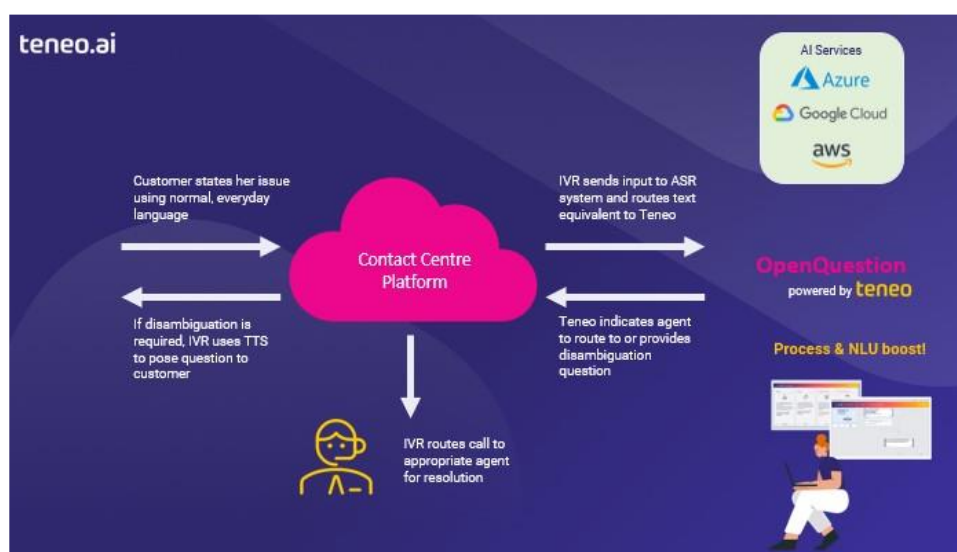 teneo.ai
AI Services
Azure
Google Cloud
aws
Customer states her issue
using normal, everyday
language
IVR sends input to ASR
system and routes text
equivalent to Teneo
Contact Centre
Platform
OpenQuestion
powered by teneo
If disambiguation is
required, IVR uses TTS
to pose question to
customer
Teneo indicates agent
to route to or provides
disambiguation
question
Process & NLU boost!
IVR routes call to
appropriate agent
for resolution